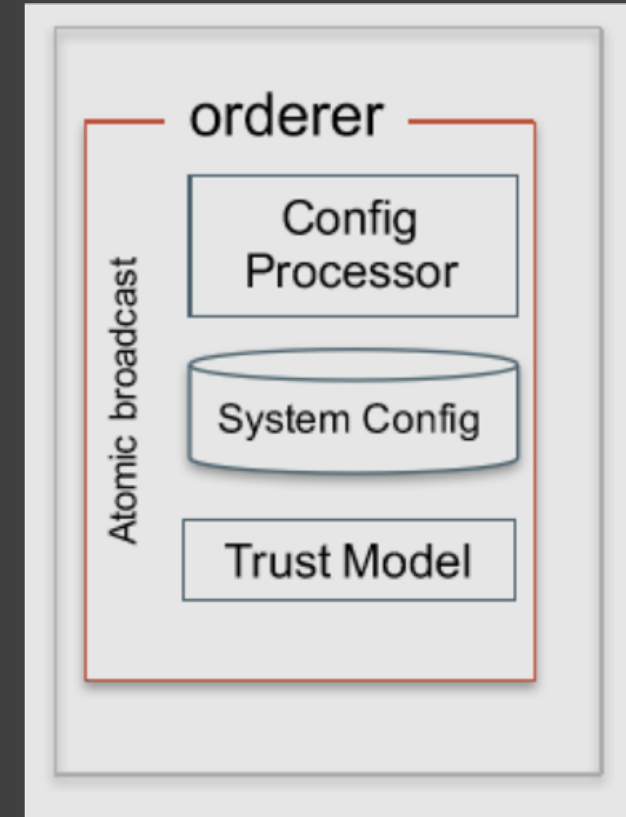 orderer
Atomic broadcast
Config
Processor
System Config
Trust Model